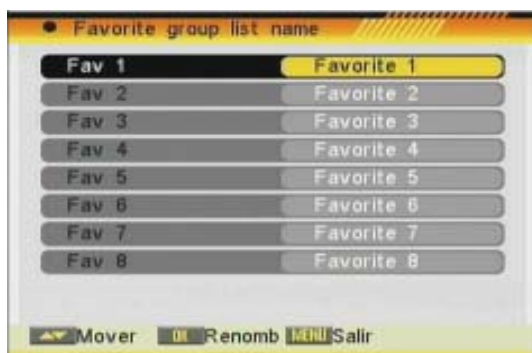 Favorite group list name
Fav 1 Favorite 1
Fav 2 Favorite 2
Fav 3 Favorite 3
Fav 4 Favorite 4
Fav 5 Favorite 5
Fav 6 Favorite 6
Fav 7 Favorite 7
Fav 8 Favorite 8
Mover OK Renomb MENU Salir